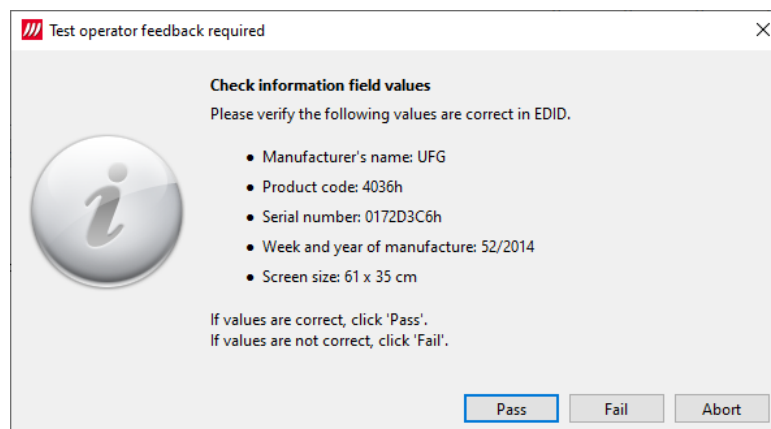 Test operator feedback required
Check information field values
Please verify the following values are correct in EDID.
● Manufacturer's name: UFG
● Product code: 4036h
● Serial number: 0172D3C6h
● Week and year of manufacture: 52/2014
● Screen size: 61 x 35 cm
If values are correct, click 'Pass'.
If values are not correct, click 'Fail'.
Pass Fail Abort